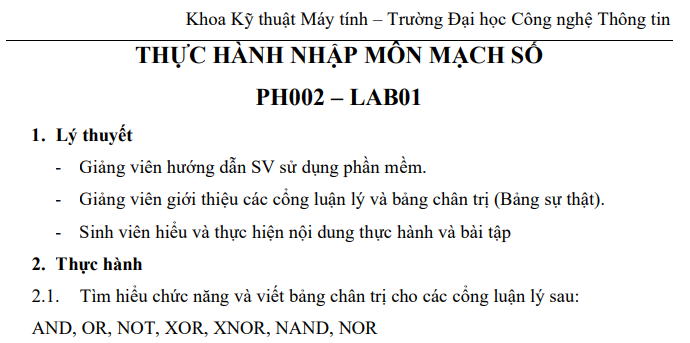 Khoa Kỹ thuật Máy tính – Trường Đại học Công nghệ Thông tin
THỰC HÀNH NHẬP MÔN MẠCH SỐ
PH002 – LAB01
1. Lý thuyết
- Giảng viên hướng dẫn SV sử dụng phần mềm.
- Giảng viên giới thiệu các cổng luận lý và bảng chân trị (Bảng sự thật).
- Sinh viên hiểu và thực hiện nội dung thực hành và bài tập
2. Thực hành
2.1. Tìm hiểu chức năng và viết bảng chân trị cho các cổng luận lý sau:
AND, OR, NOT, XOR, XNOR, NAND, NOR